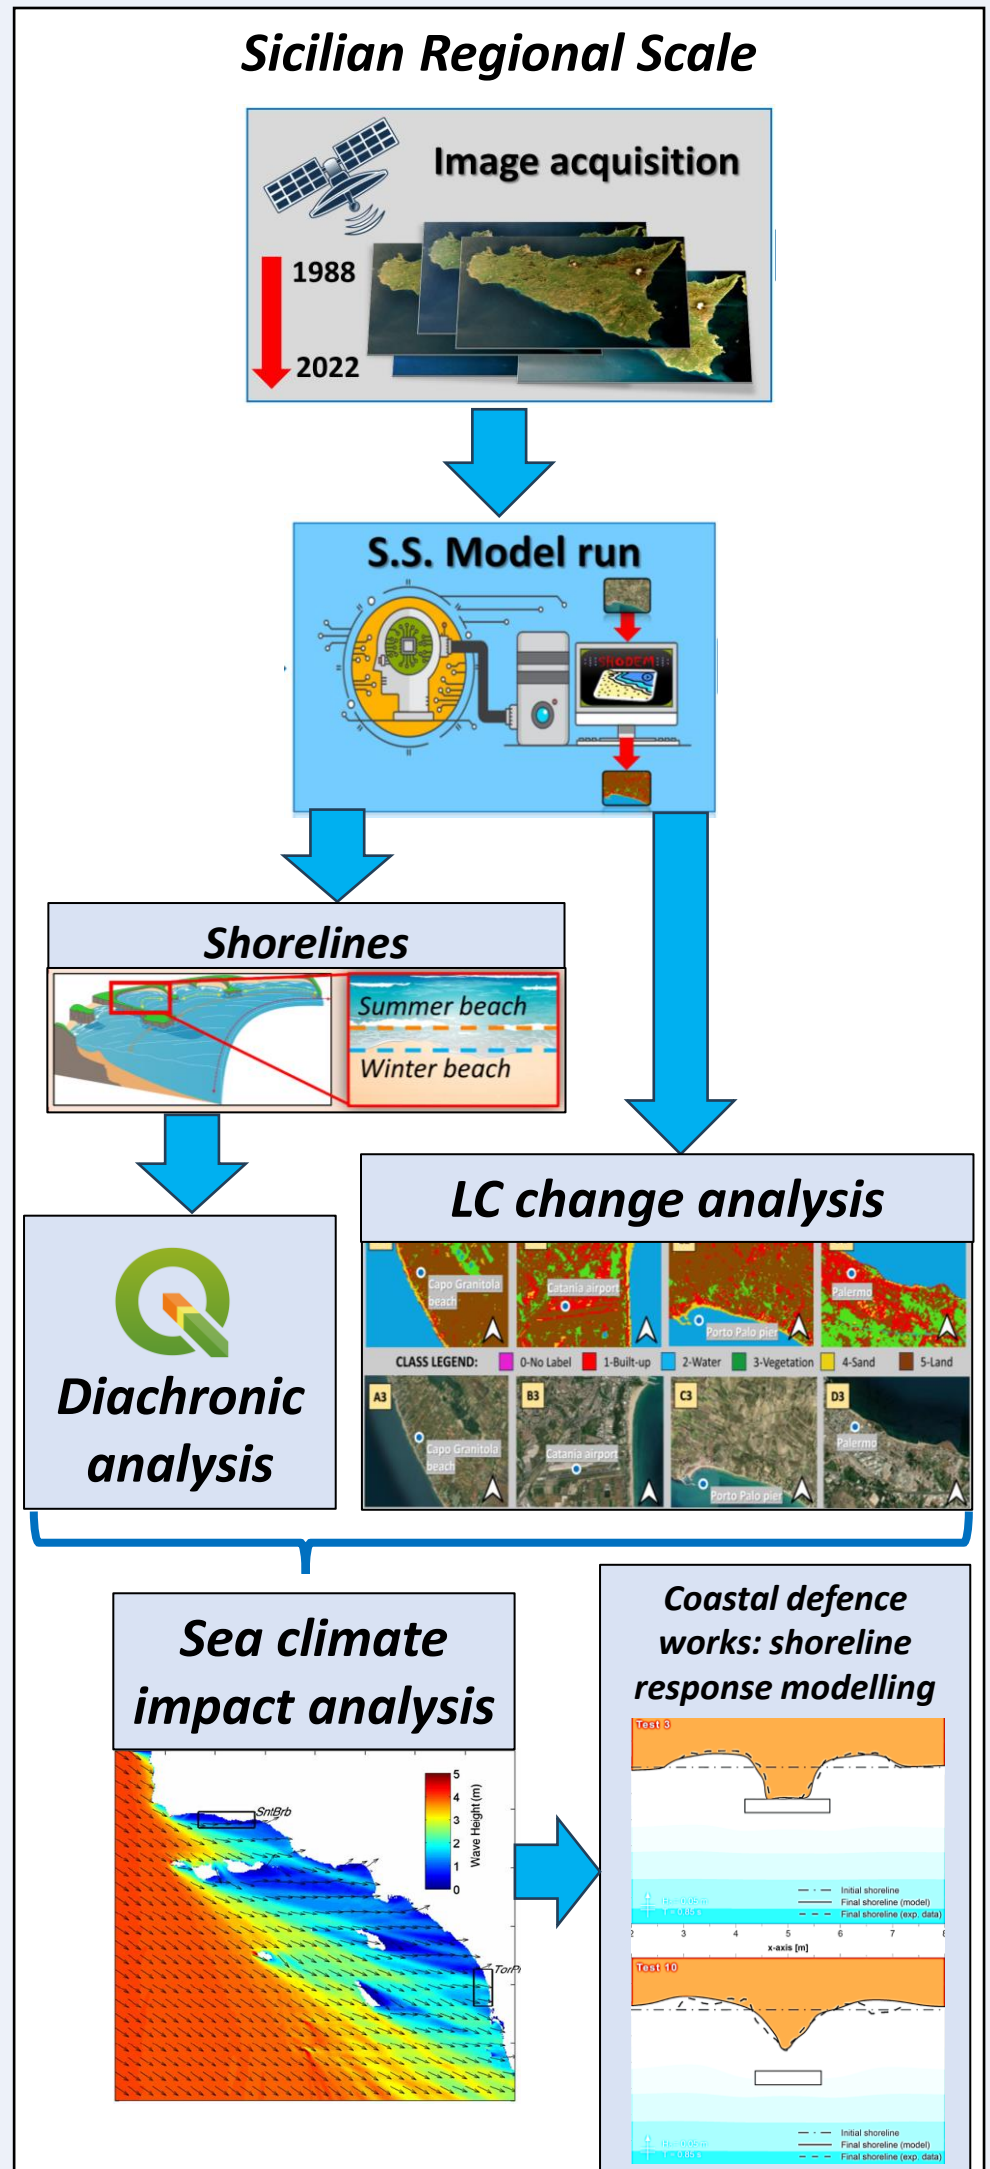 Sicilian Regional Scale
Image acquisition
1988
2022
S.S. Model run
SHODEM
Shorelines
Summer beach
Winter beach
LC change analysis
Capo Granitola
beach
Catania airport
Porto Palo pier
Palermo
CLASS LEGEND: 0-No Label 1-Built-up 2-Water 3-Vegetation 4-Sand 5-Land
A3
B3
C3
D3
Capo Granitola
beach
Catania airport
Porto Palo pier
Palermo
Diachronic
analysis
Sea climate
impact analysis
SntBrb
TorPi
5
4
3
2
1
0
Wave Height (m)
Coastal defence
works: shoreline
response modelling
Test 3
Initial shoreline
Final shoreline (model)
Final shoreline (exp. data)
2 3 4 5 6 7 8
x-axis [m]
Test 10
Initial shoreline
Final shoreline (model)
Final shoreline (exp. data)